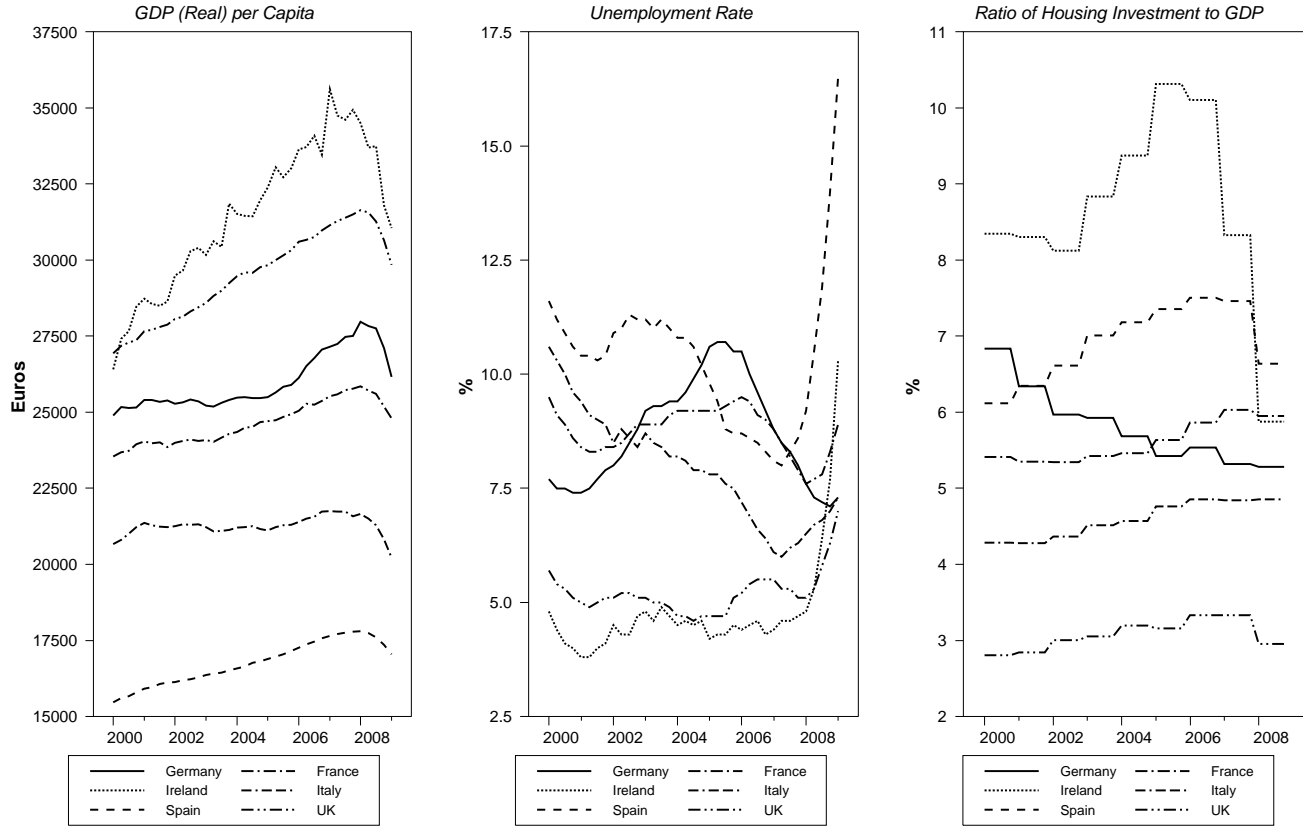 GDP (Real) per Capita
Euros
37500
35000
32500
30000
27500
25000
22500
20000
17500
15000
2000 2002 2004 2006 2008
Germany France
Ireland Italy
Spain UK
Unemployment Rate
%
17.5
15.0
12.5
10.0
7.5
5.0
2.5
2000 2002 2004 2006 2008
Germany France
Ireland Italy
Spain UK
Ratio of Housing Investment to GDP
%
11
10
9
8
7
6
5
4
3
2
2000 2002 2004 2006 2008
Germany France
Ireland Italy
Spain UK